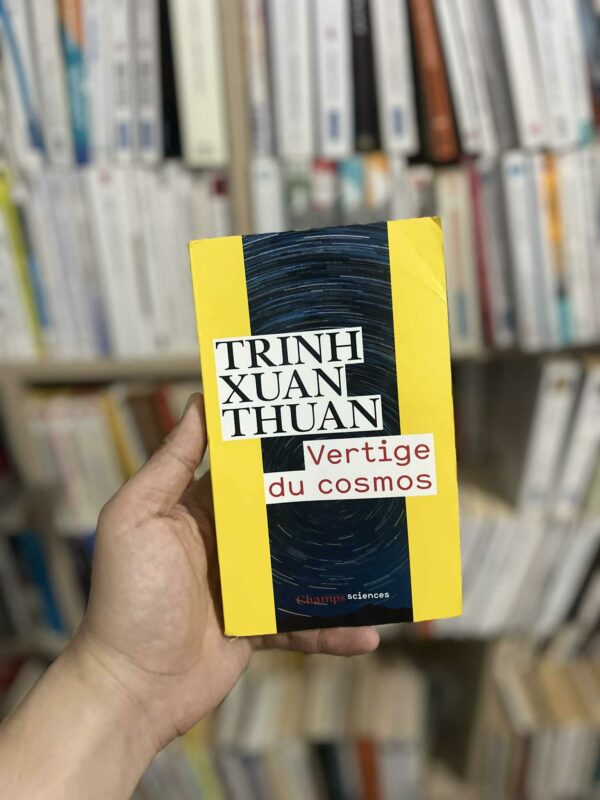 TRINH
XUAN
THUAN
Vertige
du cosmos
Champs sciences